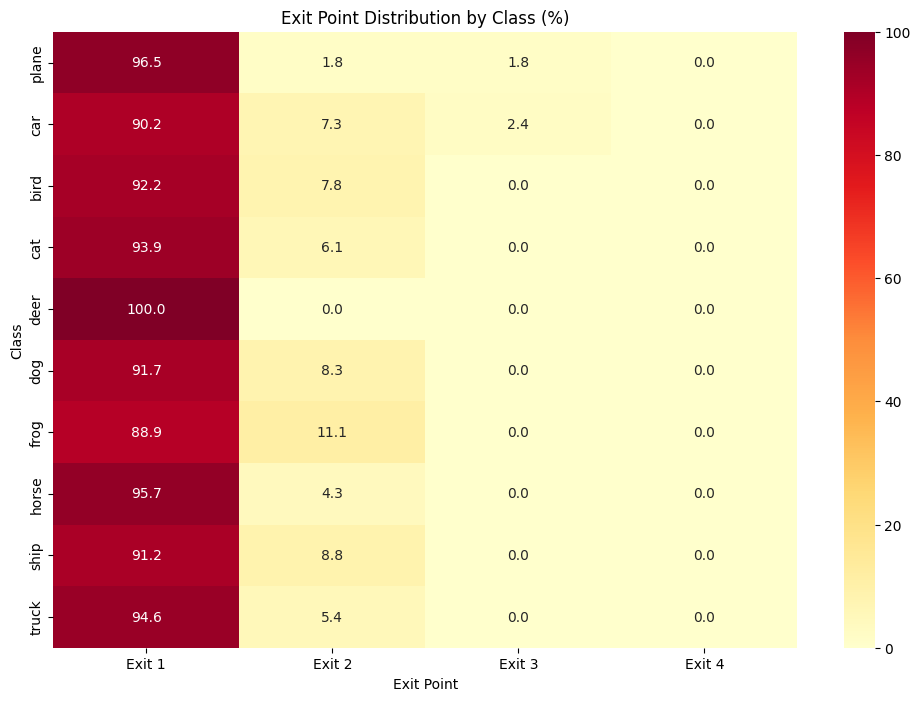 Exit Point Distribution by Class (%)
plane 96.5 1.8 1.8 0.0
car 90.2 7.3 2.4 0.0
bird 92.2 7.8 0.0 0.0
cat 93.9 6.1 0.0 0.0
deer 100.0 0.0 0.0 0.0
dog 91.7 8.3 0.0 0.0
frog 88.9 11.1 0.0 0.0
horse 95.7 4.3 0.0 0.0
ship 91.2 8.8 0.0 0.0
truck 94.6 5.4 0.0 0.0
Class
Exit 1 Exit 2 Exit 3 Exit 4
Exit Point
100
80
60
40
20
0